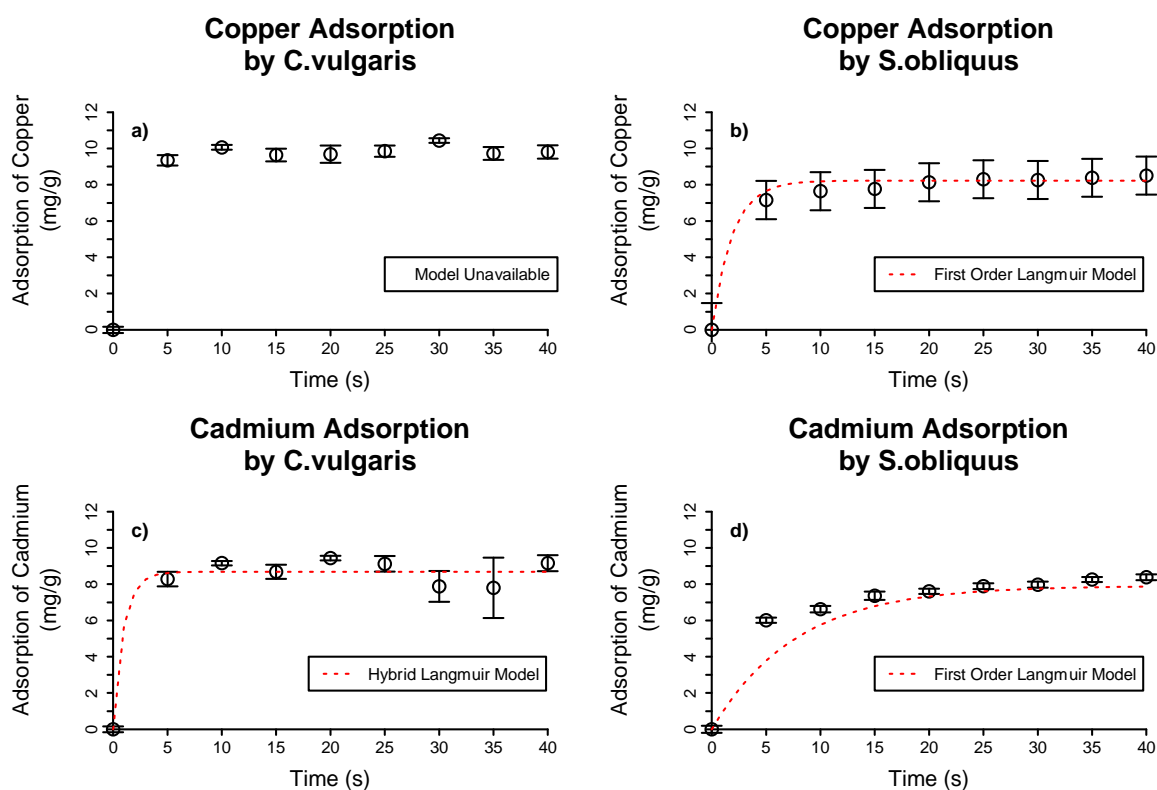 Copper Adsorption
by C.vulgaris
a)
Adsorption of Copper
(mg/g)
12
10
8
6
4
2
0
Model Unavailable
0 5 10 15 20 25 30 35 40
Time (s)
Copper Adsorption
by S.obliquus
b)
Adsorption of Copper
(mg/g)
12
10
8
6
4
2
0
First Order Langmuir Model
0 5 10 15 20 25 30 35 40
Time (s)
Cadmium Adsorption
by C.vulgaris
c)
Adsorption of Cadmium
(mg/g)
12
10
8
6
4
2
0
Hybrid Langmuir Model
0 5 10 15 20 25 30 35 40
Time (s)
Cadmium Adsorption
by S.obliquus
d)
Adsorption of Cadmium
(mg/g)
12
10
8
6
4
2
0
First Order Langmuir Model
0 5 10 15 20 25 30 35 40
Time (s)